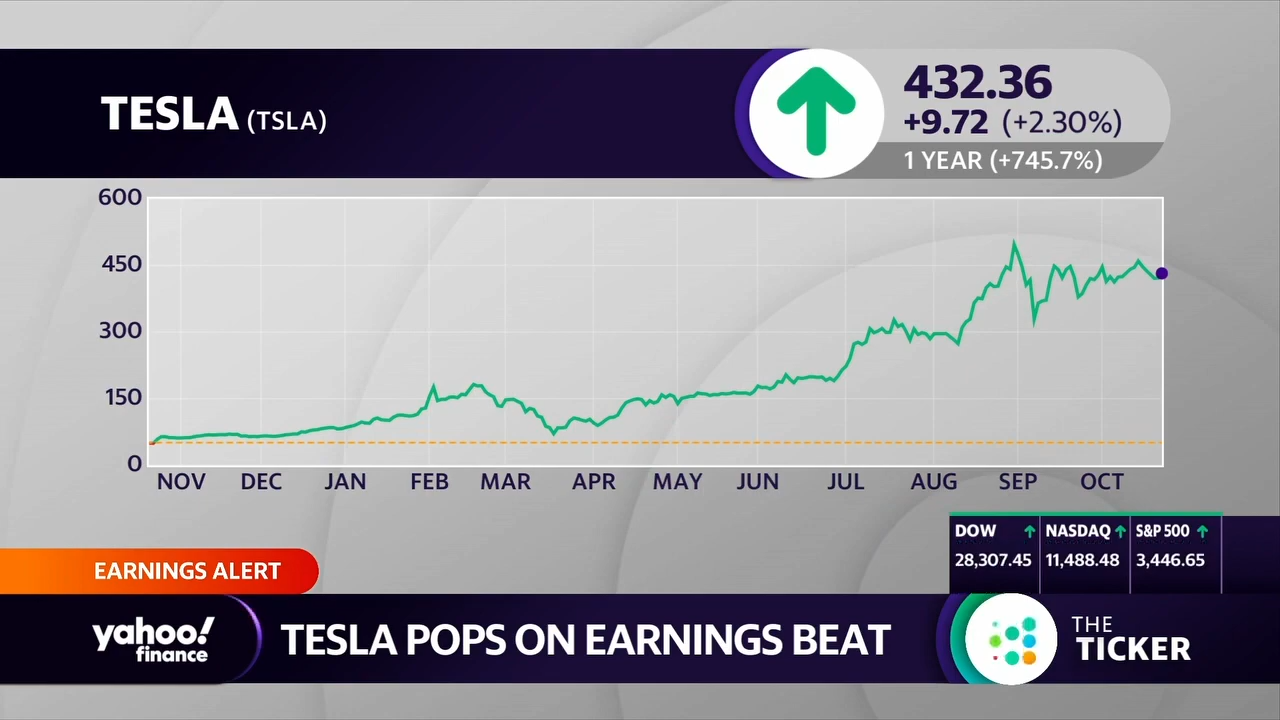 TESLA (TSLA)
432.36
+9.72 (+2.30%)
1 YEAR (+745.7%)
600
450
300
150
0
NOV DEC JAN FEB MAR APR MAY JUN JUL AUG SEP OCT
DOW NASDAQ S&P 500
28,307.45 11,488.48 3,446.65
EARNINGS ALERT
yahoo!
finance
TESLA POPS ON EARNINGS BEAT
THE
TICKER